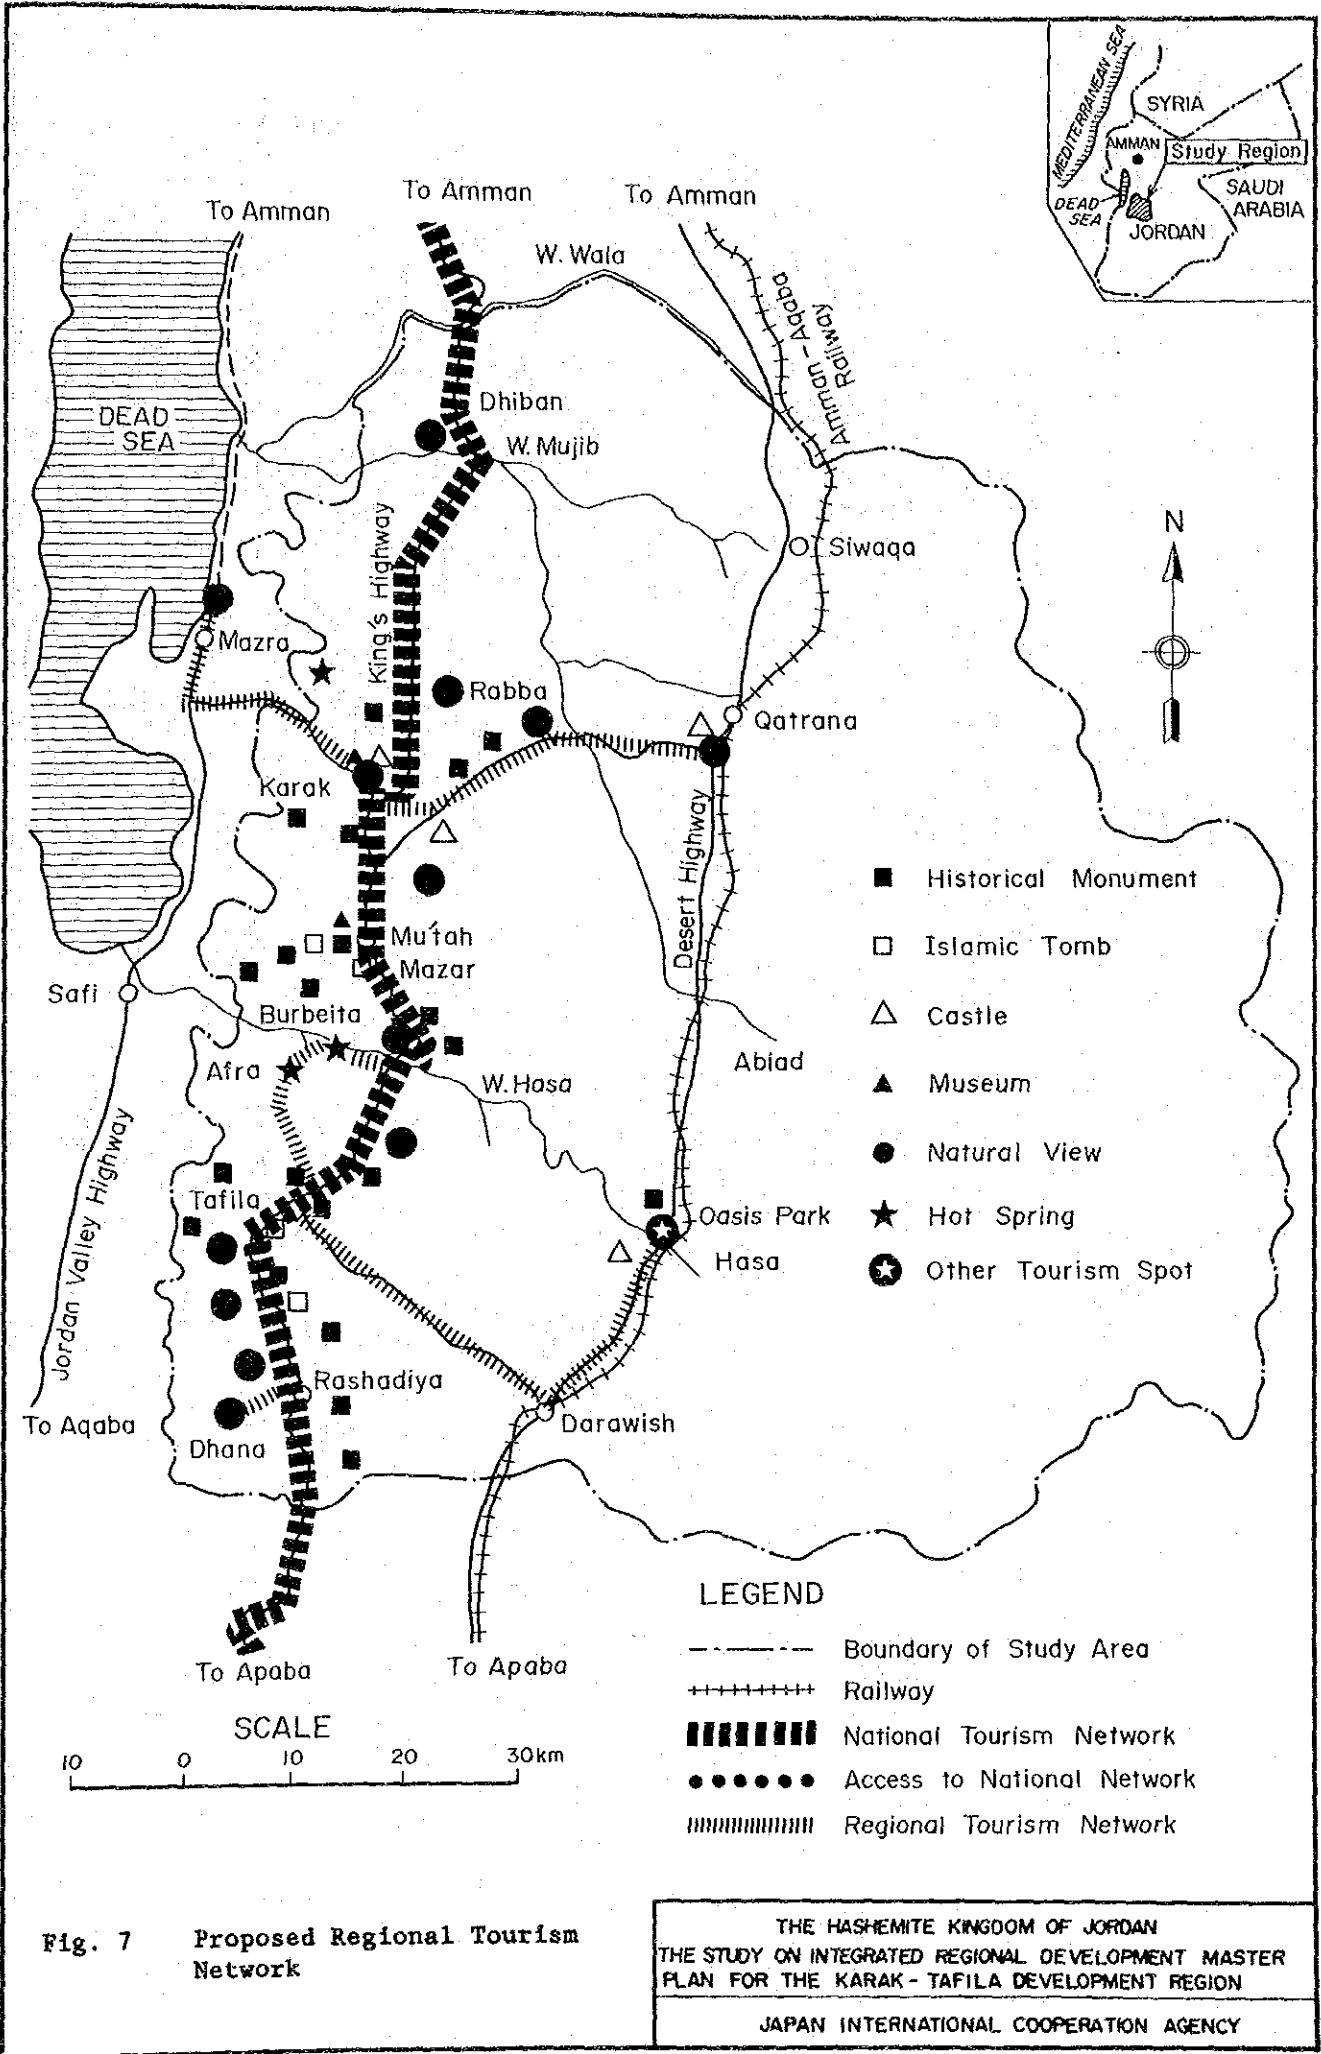 MEDITERRANEAN SEA
SYRIA
AMMAN
Study Region
DEAD
SEA
SAUDI
ARABIA
JORDAN
To Amman
To Amman
To Amman
W. Wala
Amman-Aqaba
Railway
DEAD
SEA
Dhiban
W. Mujib
King's Highway
Siwaqa
N
Mazra
Rabba
Qatrana
Karak
Desert Highway
Historical Monument
Mu'tah
Islamic Tomb
Mazar
Safi
Burbeita
Castle
Afra
Abiad
W. Hasa
Museum
Jordan Valley Highway
Natural View
Tafila
Oasis Park
Hot Spring
Hasa
Other Tourism Spot
Rashadiya
To Aqaba
Dhana
Darawish
LEGEND
To Apaba
To Apaba
Boundary of Study Area
Railway
National Tourism Network
Access to National Network
Regional Tourism Network
SCALE
10 0 10 20 30km
Fig. 7 Proposed Regional Tourism
Network
THE HASHEMITE KINGDOM OF JORDAN
THE STUDY ON INTEGRATED REGIONAL DEVELOPMENT MASTER
PLAN FOR THE KARAK - TAFILA DEVELOPMENT REGION
JAPAN INTERNATIONAL COOPERATION AGENCY